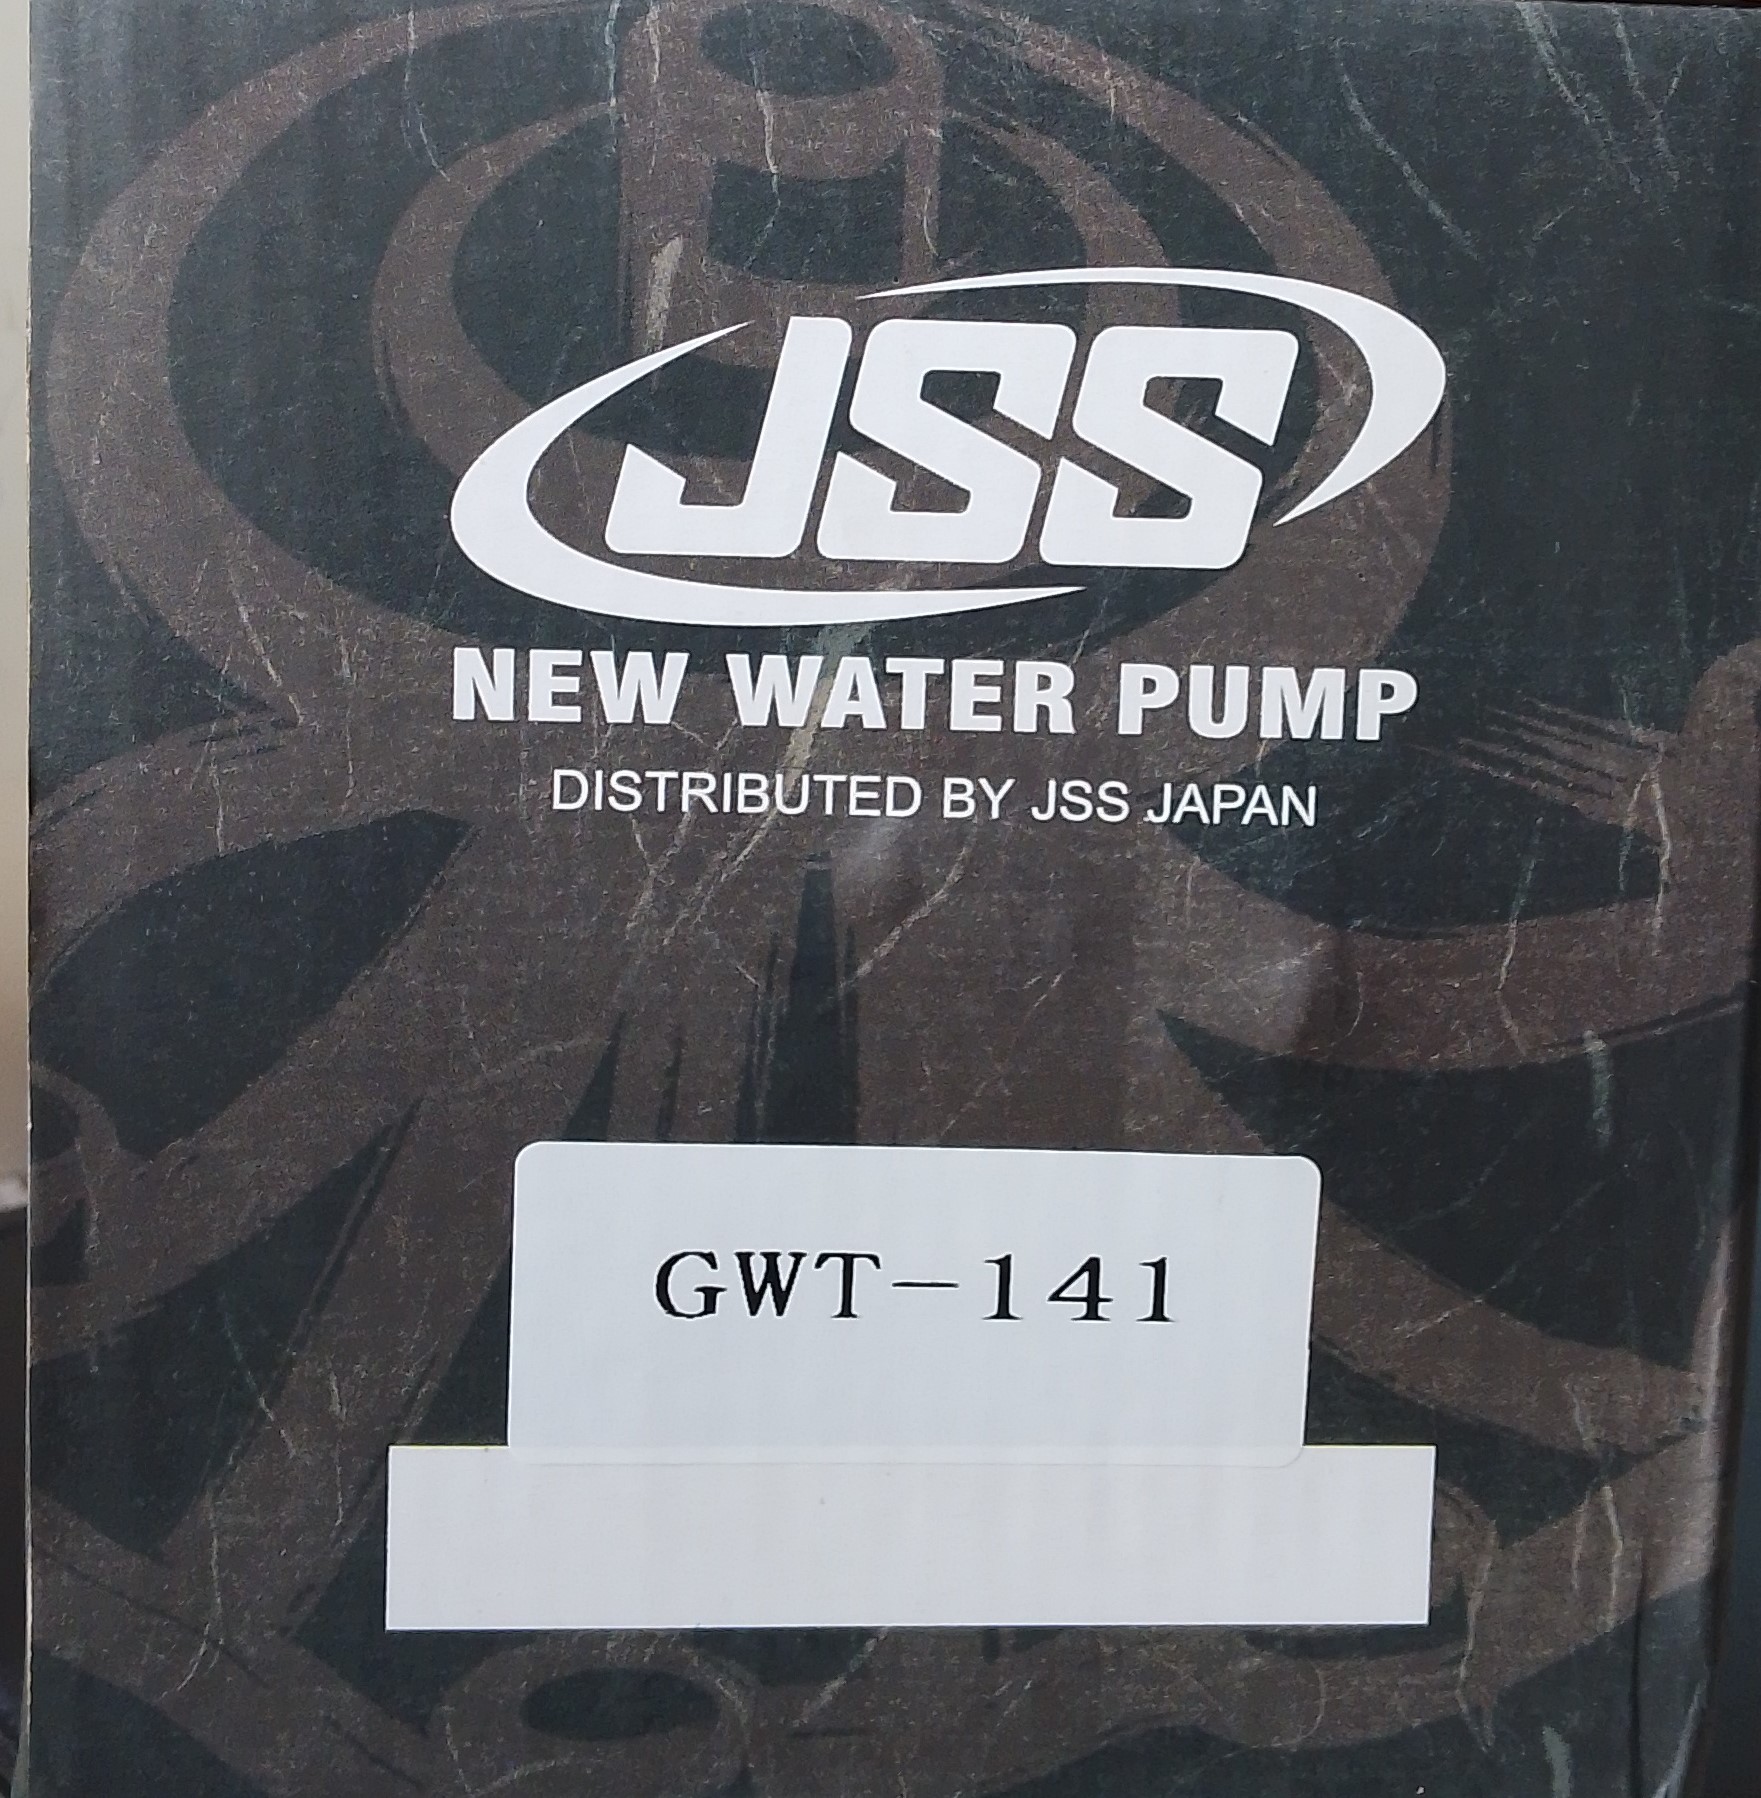 JSS
NEW WATER PUMP
DISTRIBUTED BY JSS JAPAN
GWT-141